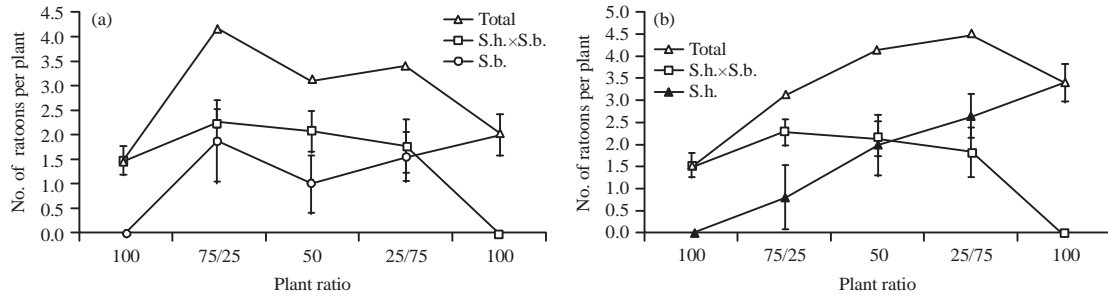 (a)
Total
S.h.×S.b.
S.b.
No. of ratoons per plant
4.5
4.0
3.5
3.0
2.5
2.0
1.5
1.0
0.5
0.0
100 75/25 50 25/75 100
Plant ratio
(b)
Total
S.h.×S.b.
S.h.
No. of ratoons per plant
5.0
4.5
4.0
3.5
3.0
2.5
2.0
1.5
1.0
0.5
0.0
100 75/25 50 25/75 100
Plant ratio